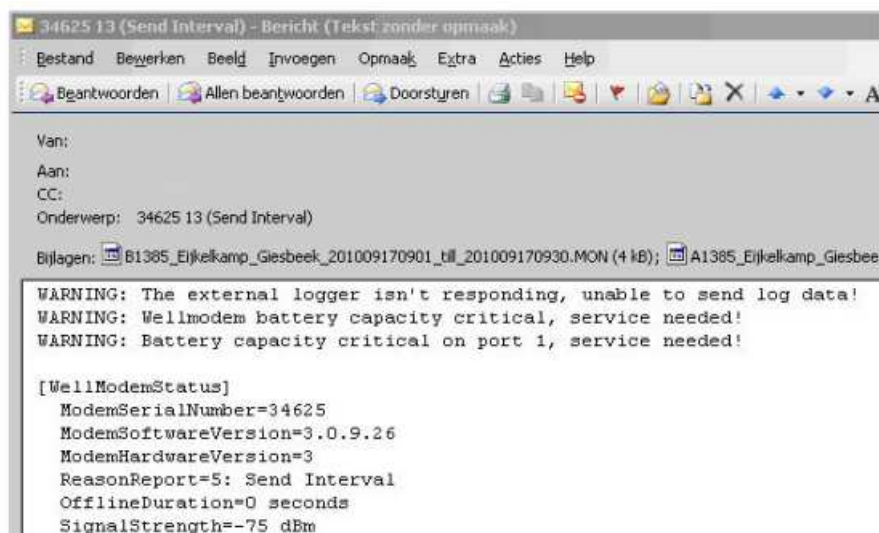 34625 13 (Send Interval) - Bericht (Tekst zonder opmaak)
Bestand Bewerken Beeld Invoegen Opmaak Extra Acties Help
Beantwoorden Allen beantwoorden Doorsturen A
Van:
Aan:
CC:
Onderwerp: 34625 13 (Send Interval)
Bijlagen: B1385_Eijkelkamp_Giesbeek_201009170901_till_201009170930.MON (4 kB); A1385_Eijkelkamp_Giesbee
WARNING: The external logger isn't responding, unable to send log data!
WARNING: Wellmodem battery capacity critical, service needed!
WARNING: Battery capacity critical on port 1, service needed!
[WellModemStatus]
ModemSerialNumber=34625
ModemSoftwareVersion=3.0.9.26
ModemHardwareVersion=3
ReasonReport=5: Send Interval
OfflineDuration=0 seconds
SignalStrength=-75 dBm